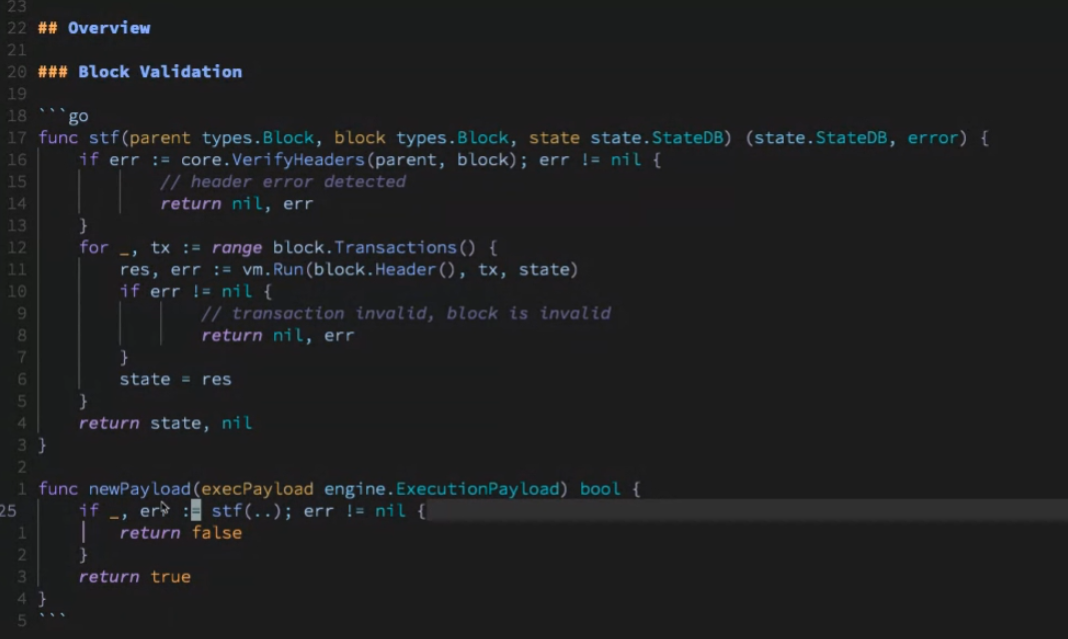 23
22 ## Overview
21
20 ### Block Validation
19
18 ```go
17 func stf(parent types.Block, block types.Block, state state.StateDB) (state.StateDB, error) {
16     if err := core.VerifyHeaders(parent, block); err != nil {
15             // header error detected
14             return nil, err
13     }
12     for _, tx := range block.Transactions() {
11         res, err := vm.Run(block.Header(), tx, state)
10         if err != nil {
9                 // transaction invalid, block is invalid
8                 return nil, err
7         }
6         state = res
5     }
4     return state, nil
3 }
2
1 func newPayload(execPayload engine.ExecutionPayload) bool {
25     if _, err := stf(..); err != nil {
1         return false
2     }
3     return true
4 }
5 ```